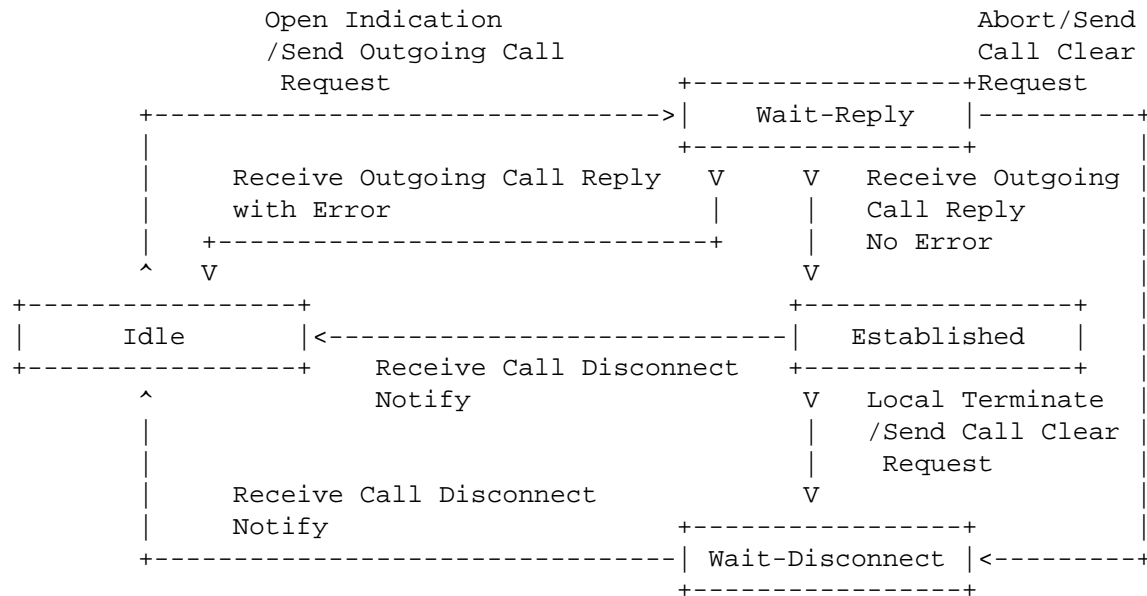 Open Indication
/Send Outgoing Call
Request
Abort/Send
Call Clear
Request
Wait-Reply
Receive Outgoing Call Reply
with Error
Receive Outgoing
Call Reply
No Error
Idle
Established
Receive Call Disconnect
Notify
Local Terminate
/Send Call Clear
Request
Receive Call Disconnect
Notify
Wait-Disconnect